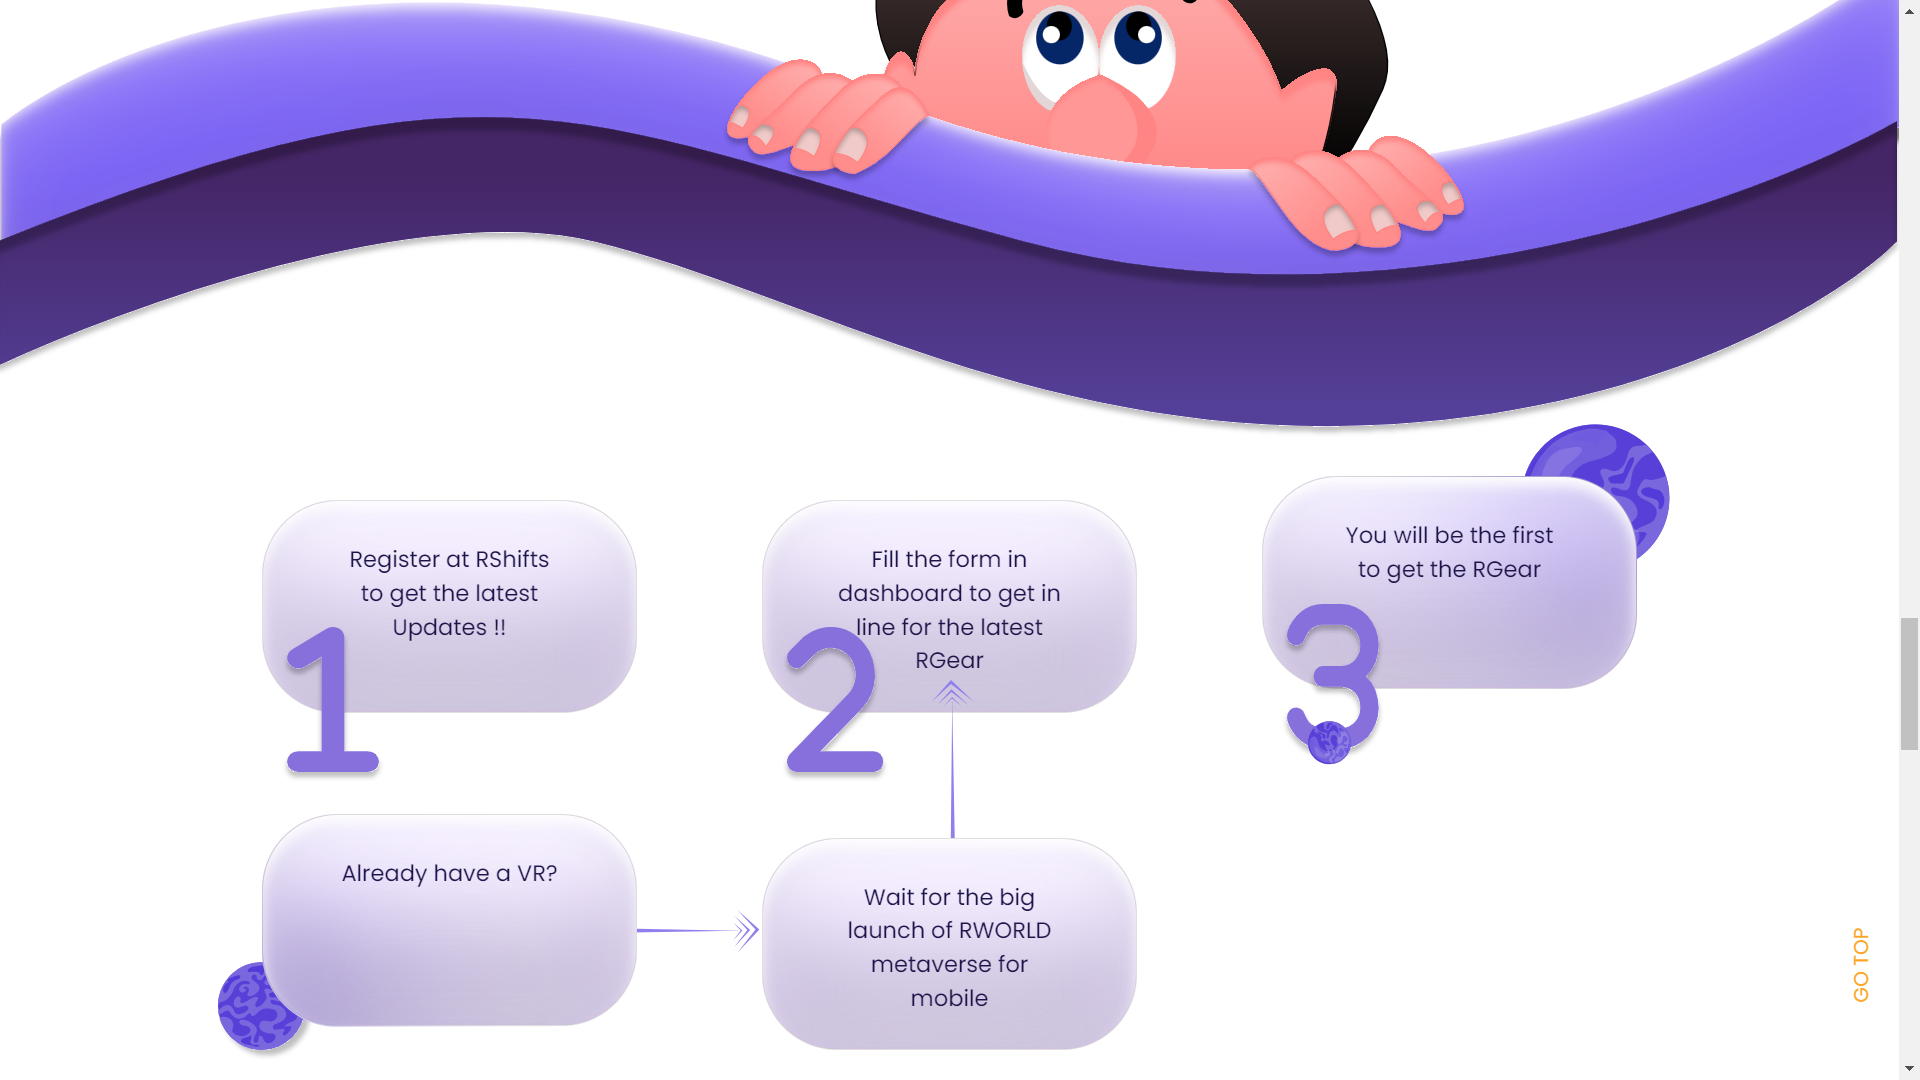 Register at RShifts
to get the latest
Updates !!
1
Fill the form in
dashboard to get in
line for the latest
RGear
2
You will be the first
to get the RGear
3
Already have a VR?
Wait for the big
launch of RWORLD
metaverse for
mobile
GO TOP